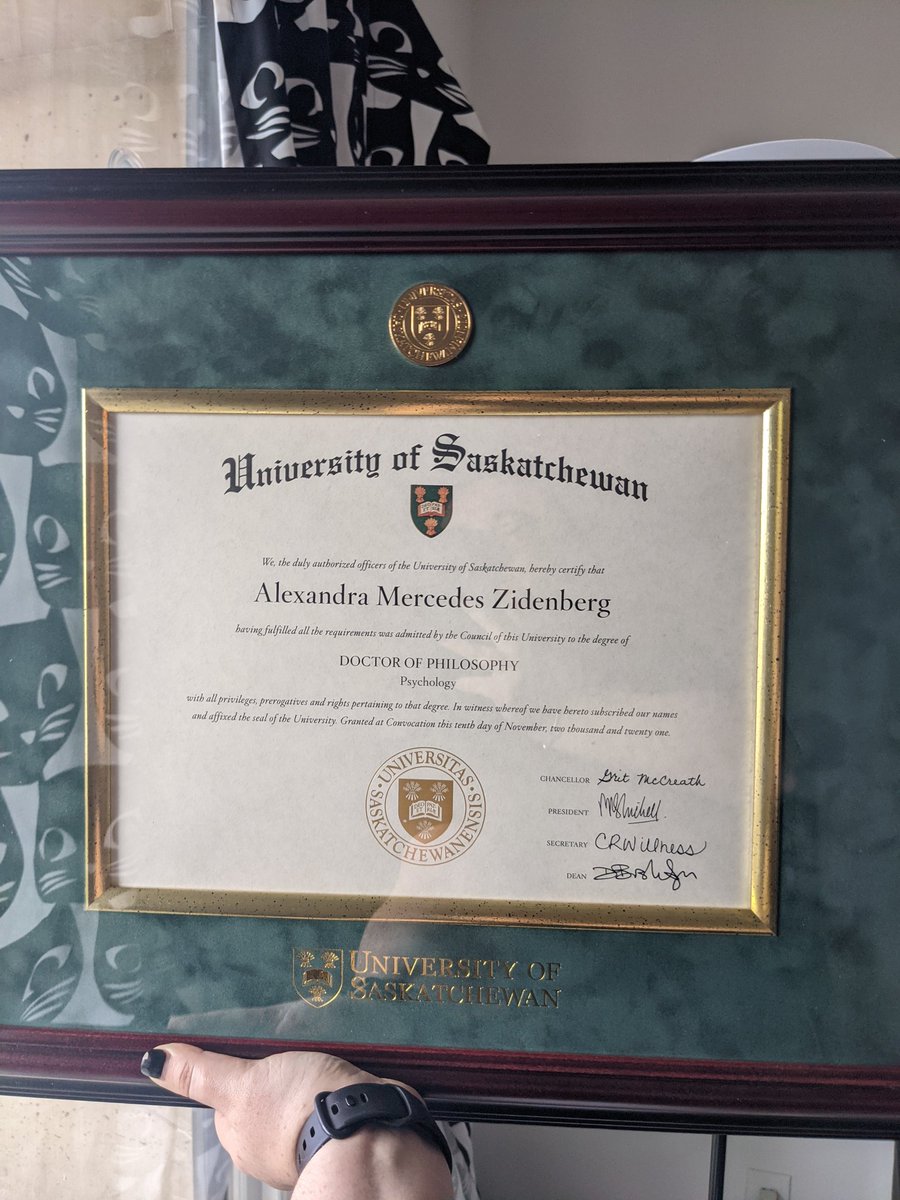 UNIVERSITAS SASKATCHEWANENSIS
University of Saskatchewan
We, the duly authorized officers of the University of Saskatchewan, hereby certify that
Alexandra Mercedes Zidenberg
having fulfilled all the requirements was admitted by the Council of this University to the degree of
DOCTOR OF PHILOSOPHY
Psychology
with all privileges, prerogatives and rights pertaining to that degree. In witness whereof we have hereto subscribed our names
and affixed the seal of the University. Granted at Convocation this tenth day of November, two thousand and twenty one.
UNIVERSITAS SASKATCHEWANENSIS
CHANCELLOR Grit McCreath
PRESIDENT
SECRETARY CRWillness
DEAN
UNIVERSITY OF
SASKATCHEWAN